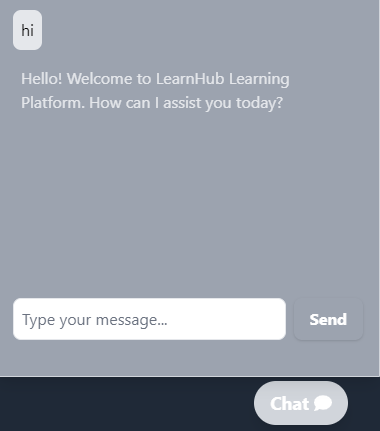 hi
Hello! Welcome to LearnHub Learning
Platform. How can I assist you today?
Type your message...
Send
Chat